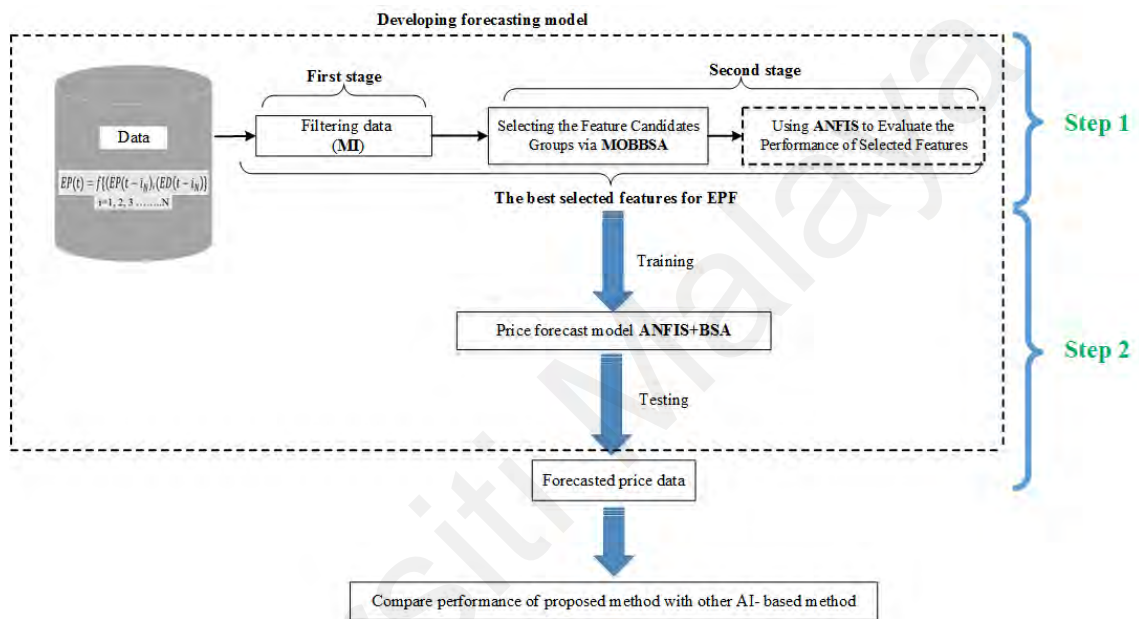 Developing forecasting model
First stage
Second stage
Step 1
Data
EP(t) = f{(EP(t − i_N),(ED(t − i_N)}
i=1, 2, 3 ........N
Filtering data
(MI)
Selecting the Feature Candidates
Groups via MOBBSA
Using ANFIS to Evaluate the
Performance of Selected Features
The best selected features for EPF
Training
Price forecast model ANFIS+BSA
Step 2
Testing
Forecasted price data
Compare performance of proposed method with other AI- based method
siti Malaya